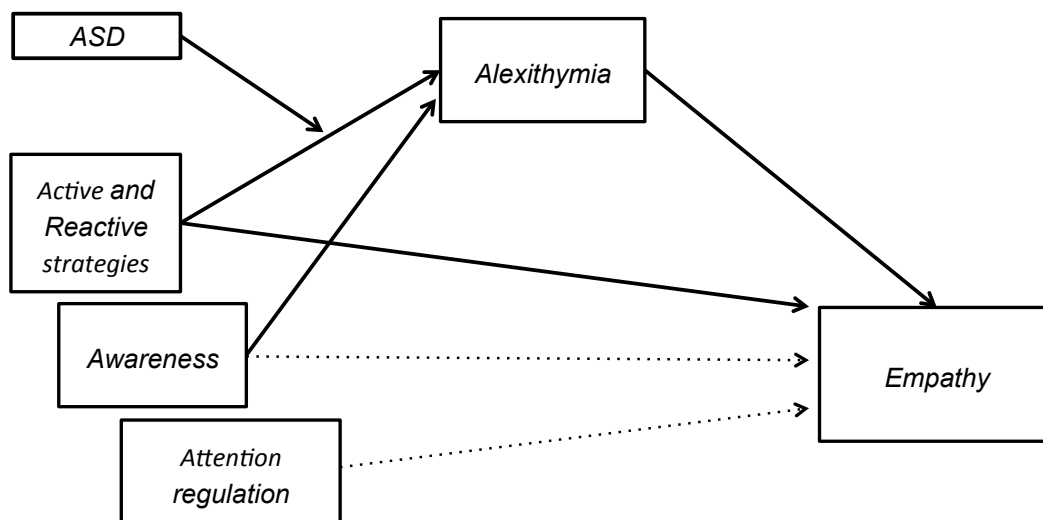 ASD
Alexithymia
Active and
Reactive
strategies
Awareness
Empathy
Attention
regulation